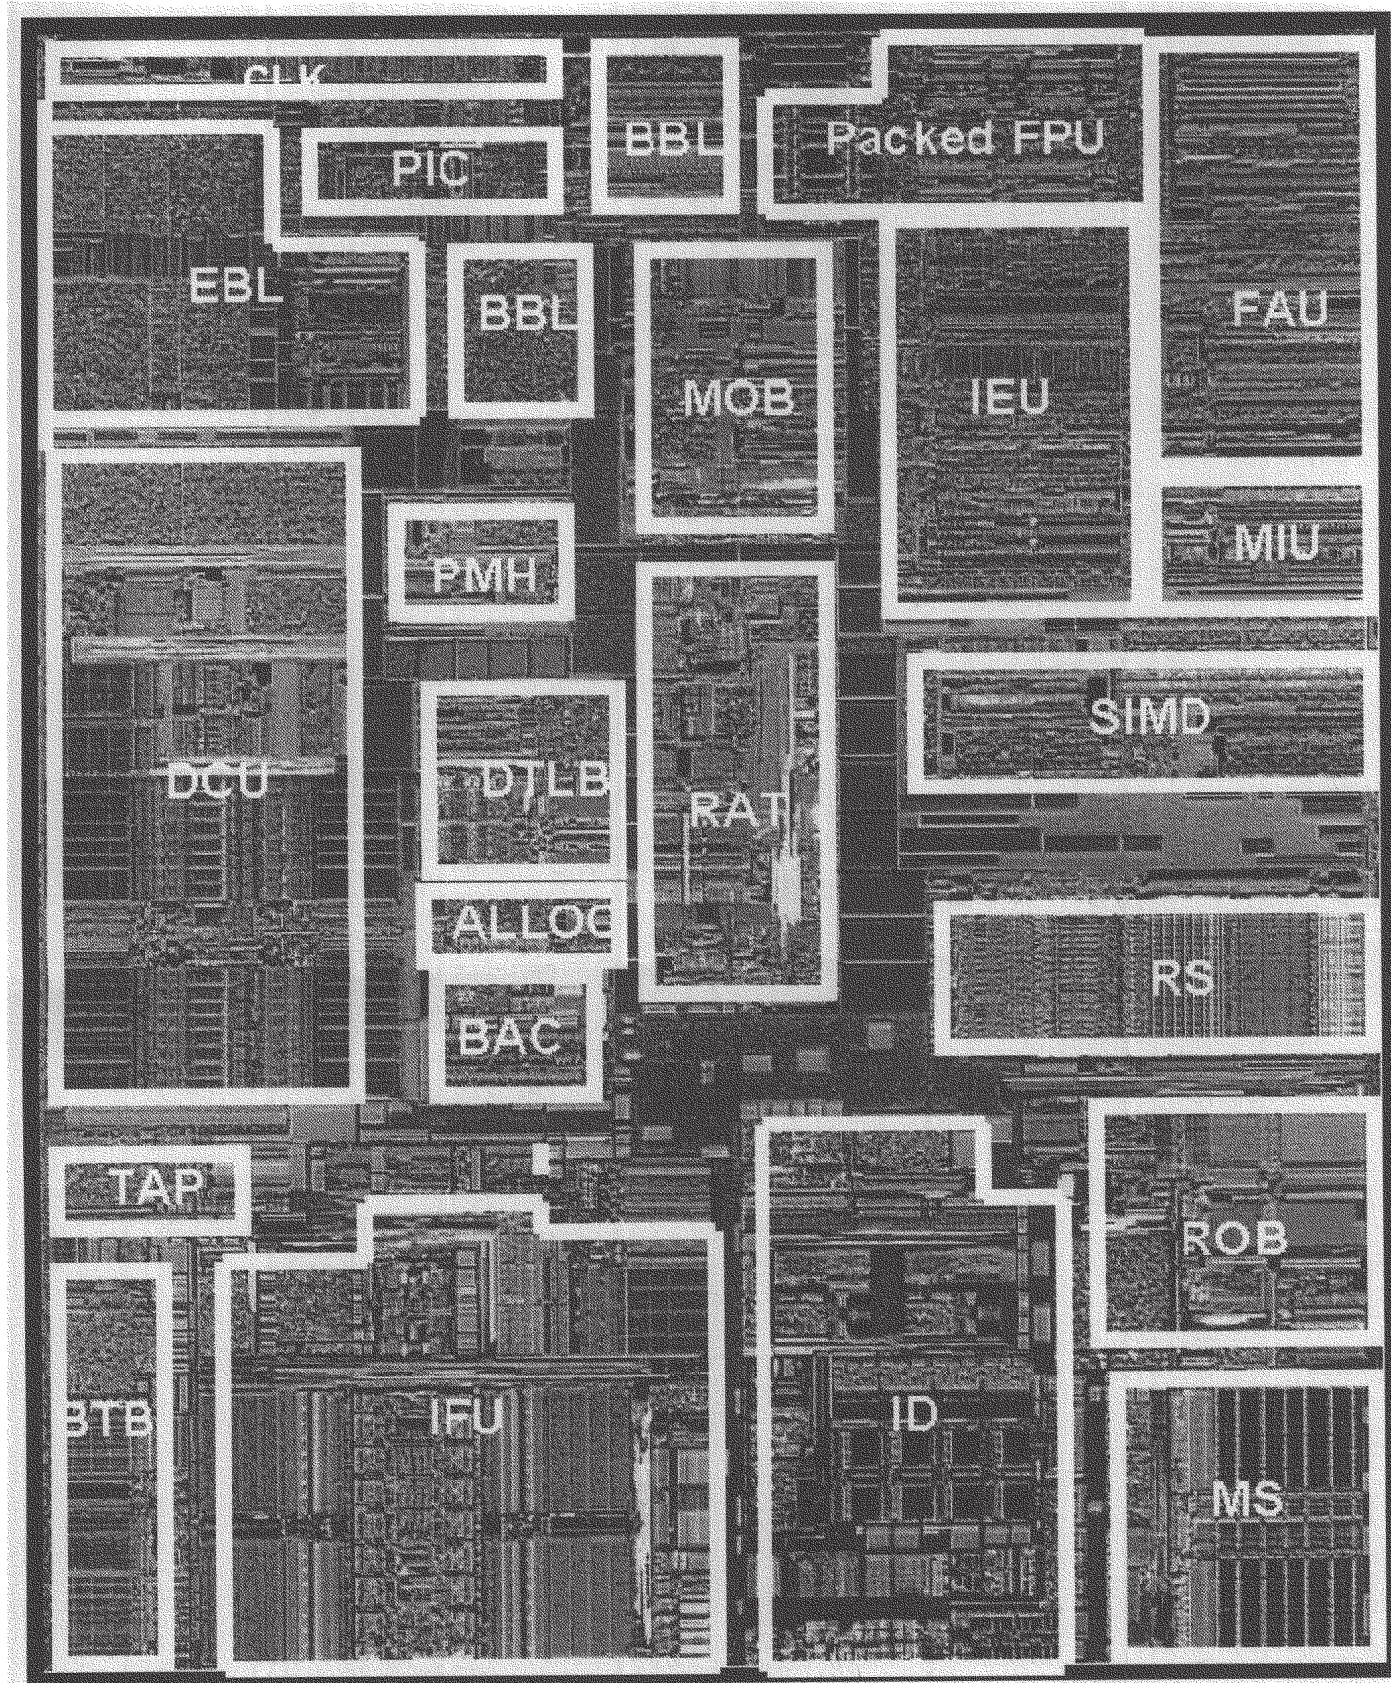 CLK
BBL
Packed FPU
PIC
EBL
BBL
FAU
MOB
IEU
MIU
PMH
SIMD
DCU
DTLB
RAT
ALLOC
RS
BAC
TAP
ROB
BTB
IFU
ID
MS